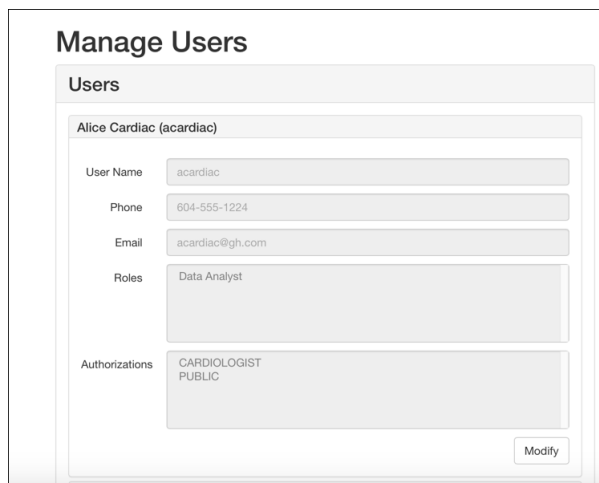 Manage Users
Users
Alice Cardiac (acardiac)
User Name acardiac
Phone 604-555-1224
Email acardiac@gh.com
Roles Data Analyst
Authorizations CARDIOLOGIST
PUBLIC
Modify